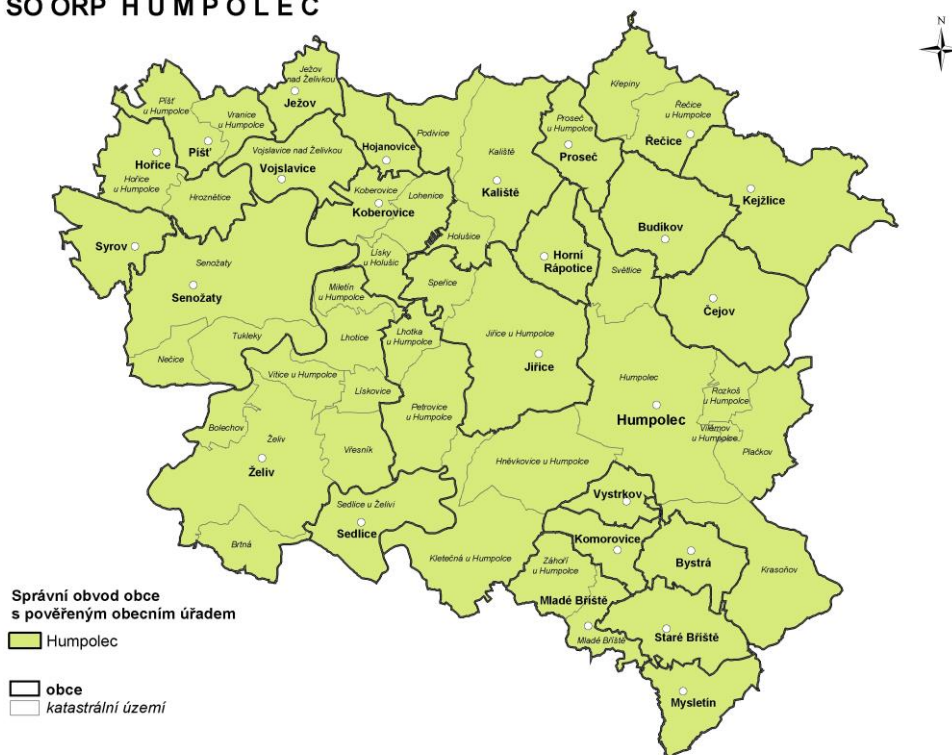 SO ORP HUMPOLEC
N
Ježov
nad Želivkou
Ježov
Píšť
u Humpolce
Vranice
u Humpolce
Píšť
Hořice
Hořice
u Humpolce
Hroznětice
Vojslavice nad Želivkou
Vojslavice
Hojanovice
Podivice
Koberovice
Koberovice
Lohenice
Kaliště
Kaliště
Holušice
Proseč
u Humpolce
Proseč
Křepiny
Řečice
u Humpolce
Řečice
Kejžlice
Budíkov
Horní
Rápotice
Světlice
Čejov
Syrov
Senožaty
Senožaty
Lísky
u Holušic
Miletín
u Humpolce
Speřice
Nečice
Tukleky
Lhotice
Lhotka
u Humpolce
Jiřice u Humpolce
Jiřice
Vitice u Humpolce
Lískovice
Petrovice
u Humpolce
Humpolec
Humpolec
Rozkoš
u Humpolce
Vilémov
u Humpolce
Plačkov
Bolechov
Želiv
Želiv
Vřesník
Hněvkovice u Humpolce
Sedlice u Želivi
Sedlice
Brtná
Kletečná u Humpolce
Vystrkov
Komorovice
Bystrá
Krasoňov
Záhoří
u Humpolce
Mladé Bříště
Mladé Bříště
Staré Bříště
Mysletín
Správní obvod obce
s pověřeným obecním úřadem
Humpolec
obce
katastrální území